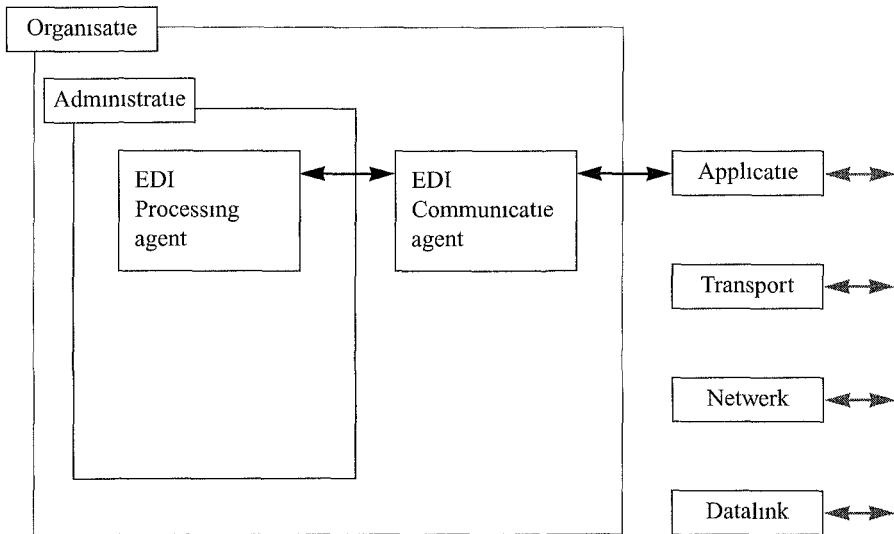 Organisatie
Administratie
EDI
Processing
agent
EDI
Communicatie
agent
Applicatie
Transport
Netwerk
Datalink